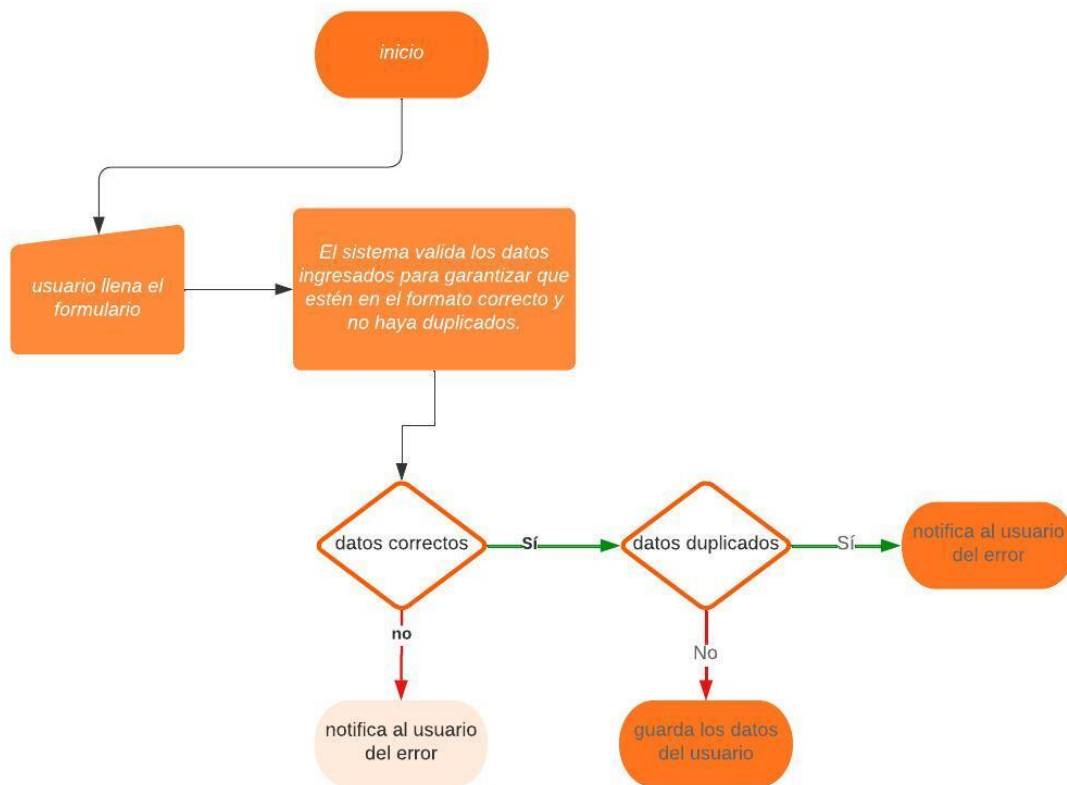 inicio
usuario llena el
formulario
El sistema valida los datos
ingresados para garantizar que
estén en el formato correcto y
no haya duplicados.
datos correctos
Sí
datos duplicados
Sí
notifica al usuario
del error
no
No
notifica al usuario
del error
guarda los datos
del usuario